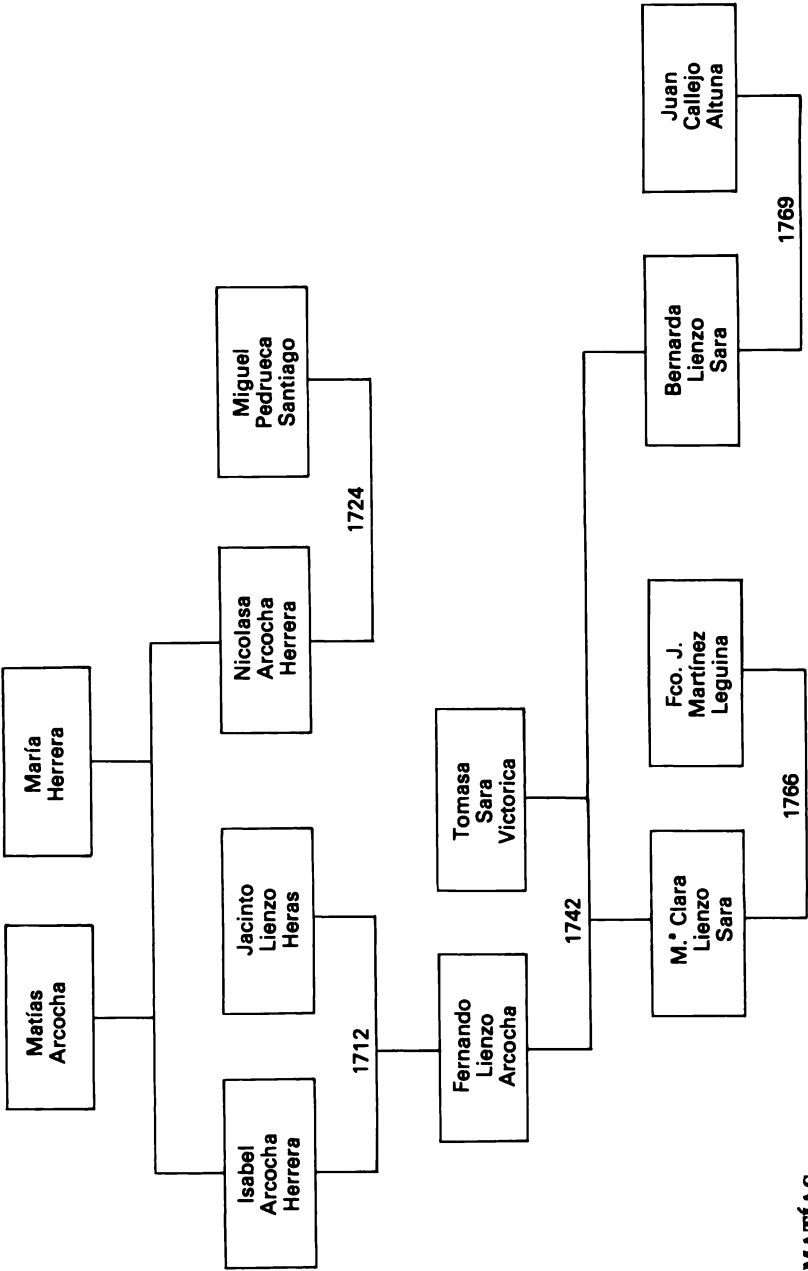 Matías
Arcocha
María
Herrera
Isabel
Arcocha
Herrera
Jacinto
Lienzo
Heras
Nicolasa
Arcocha
Herrera
Miguel
Pedrueca
Santiago
1712
1724
Fernando
Lienzo
Arcocha
Tomasa
Sara
Victorica
1742
M.ª Clara
Lienzo
Sara
Fco. J.
Martínez
Leguina
Bernarda
Lienzo
Sara
Juan
Callejo
Altuna
1766
1769
MATÍAS